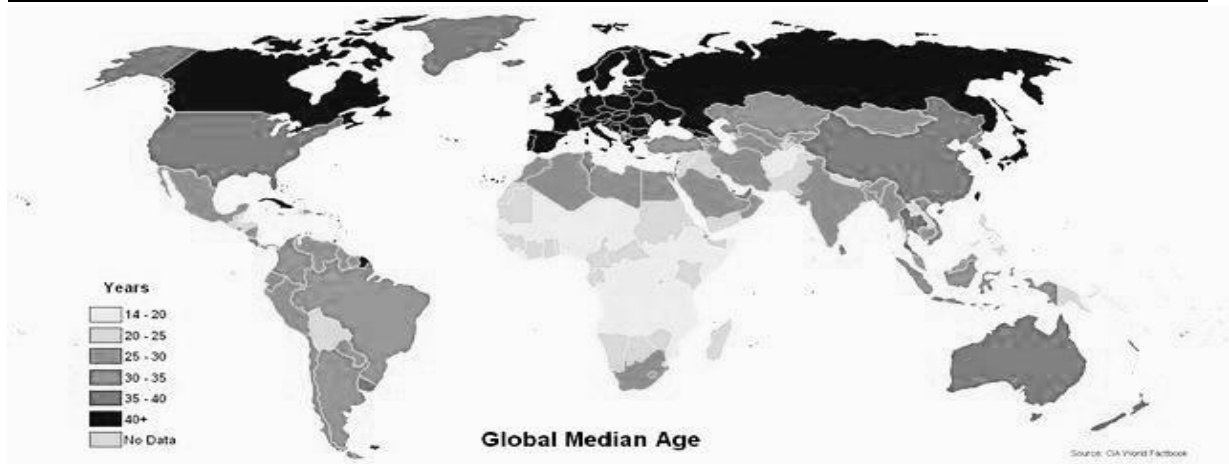 Years
14 - 20
20 - 25
25 - 30
30 - 35
35 - 40
40+
No Data
Global Median Age
Source: CIA World Factbook